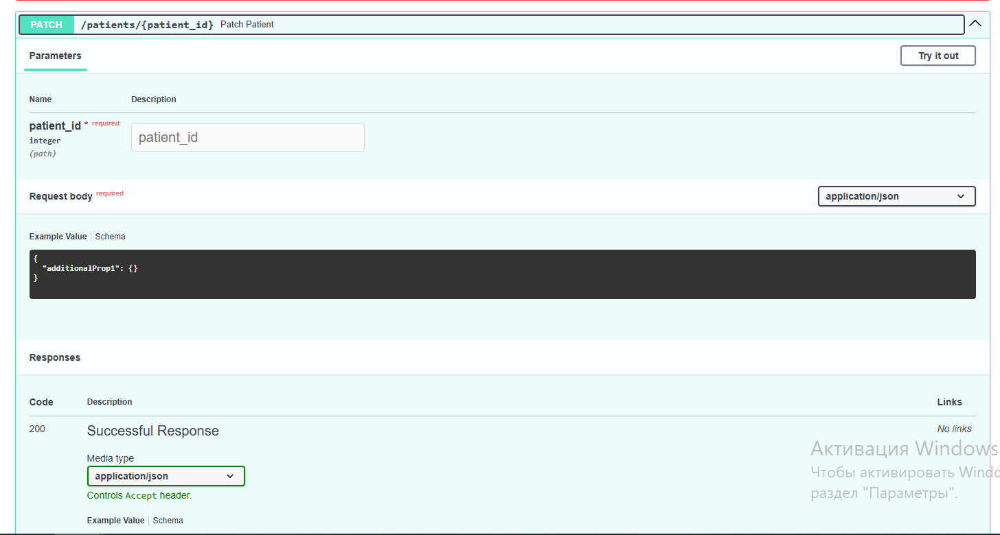 PATCH /patients/{patient_id} Patch Patient
Parameters Try it out
Name Description
patient_id * required patient_id
integer
(path)
Request body required application/json
Example Value Schema
{
"additionalProp1": {}
}
Responses
Code Description Links
200 Successful Response No links
Media type
application/json
Controls Accept header.
Example Value Schema
Активация Windows
Чтобы активировать Windo
раздел "Параметры".